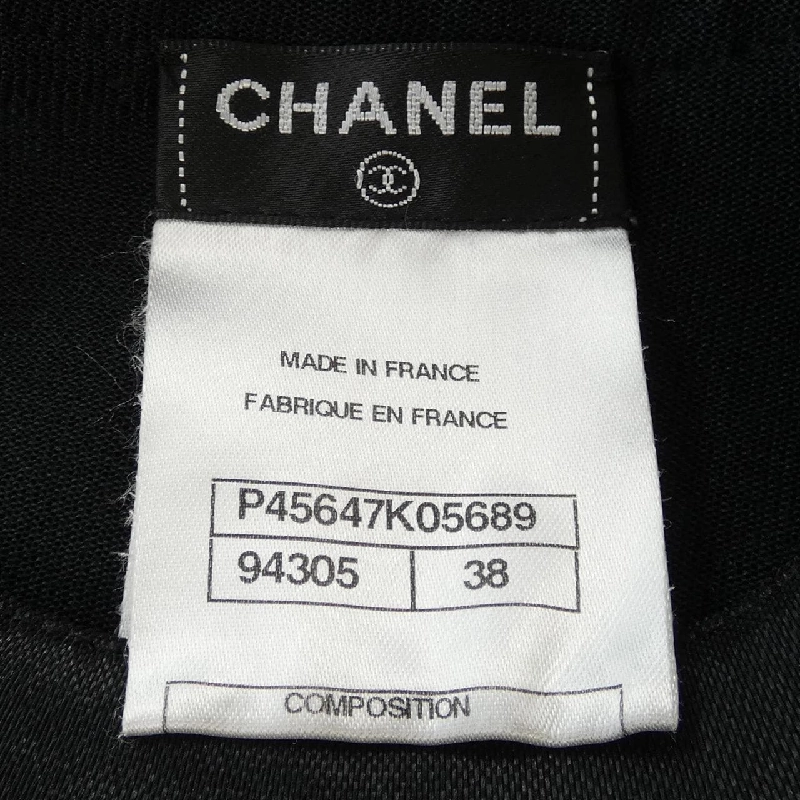 CHANEL
MADE IN FRANCE
FABRIQUE EN FRANCE
P45647K05689
94305 38
COMPOSITION